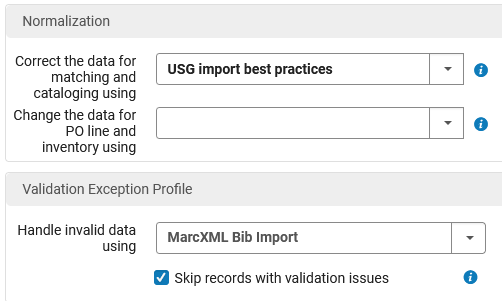 Normalization
Correct the data for
matching and
cataloging using
USG import best practices
Change the data for
PO line and
inventory using
Validation Exception Profile
Handle invalid data
using
MarcXML Bib Import
Skip records with validation issues